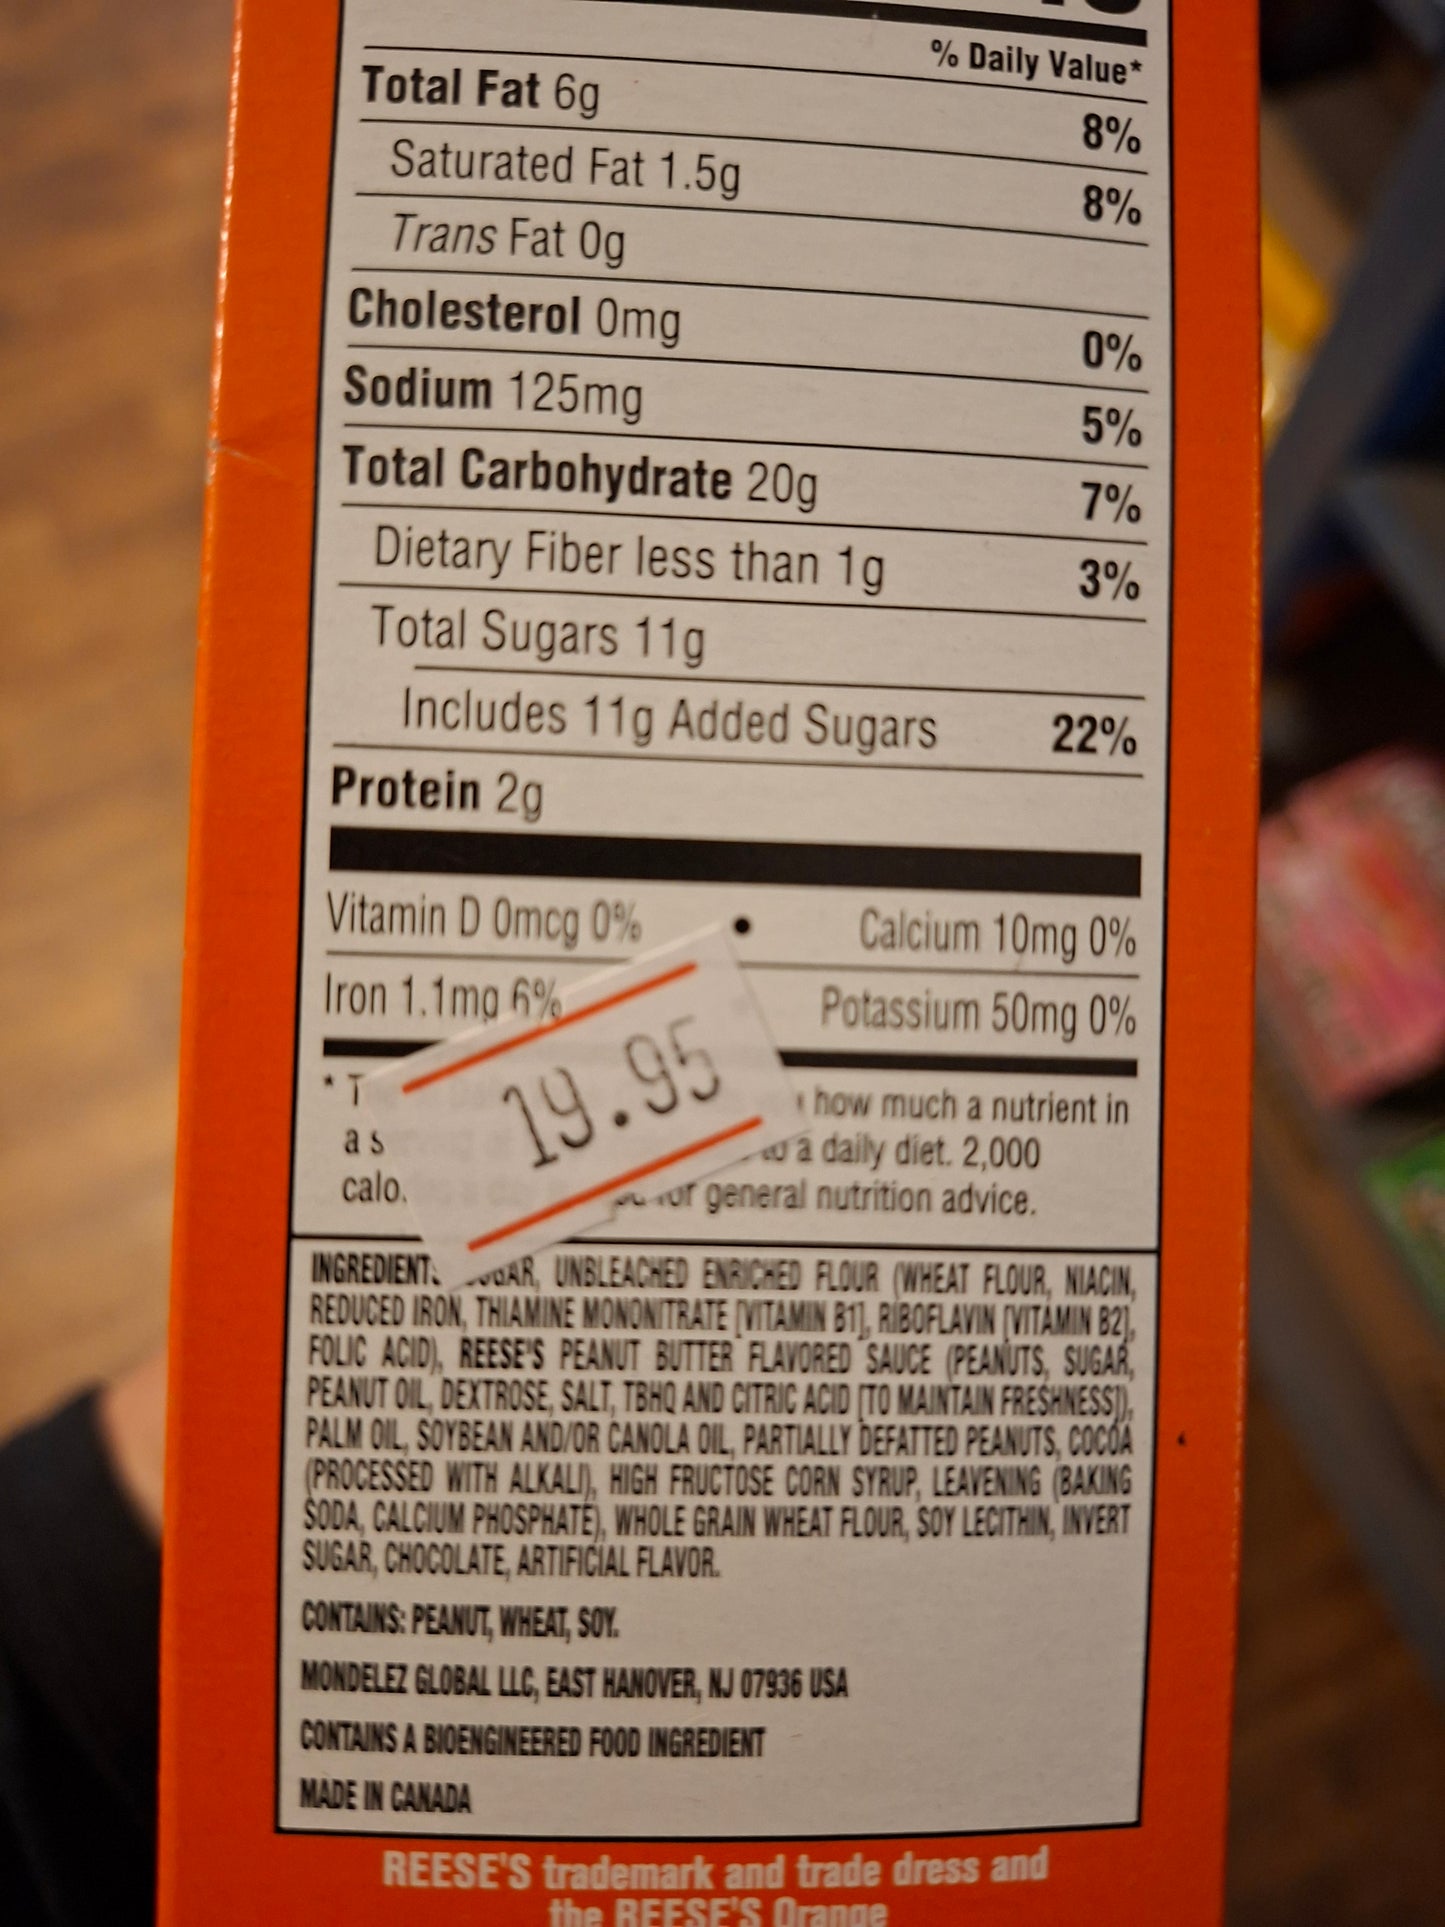 % Daily Value*
Total Fat 6g 8%
Saturated Fat 1.5g 8%
Trans Fat 0g
Cholesterol 0mg 0%
Sodium 125mg 5%
Total Carbohydrate 20g 7%
Dietary Fiber less than 1g 3%
Total Sugars 11g
Includes 11g Added Sugars 22%
Protein 2g
Vitamin D 0mcg 0% • Calcium 10mg 0%
Iron 1.1mg 6% Potassium 50mg 0%
19.95
* how much a nutrient in
a daily diet. 2,000
general nutrition advice.
SUGAR, UNBLEACHED ENRICHED FLOUR (WHEAT FLOUR, NIACIN,
REDUCED IRON, THIAMINE MONONITRATE [VITAMIN B1], RIBOFLAVIN [VITAMIN B2],
FOLIC ACID), REESE'S PEANUT BUTTER FLAVORED SAUCE (PEANUTS, SUGAR,
PEANUT OIL, DEXTROSE, SALT, TBHQ AND CITRIC ACID [TO MAINTAIN FRESHNESS]),
PALM OIL, SOYBEAN AND/OR CANOLA OIL, PARTIALLY DEFATTED PEANUTS, COCOA
(PROCESSED WITH ALKALI), HIGH FRUCTOSE CORN SYRUP, LEAVENING (BAKING
SODA, CALCIUM PHOSPHATE), WHOLE GRAIN WHEAT FLOUR, SOY LECITHIN, INVERT
SUGAR, CHOCOLATE, ARTIFICIAL FLAVOR.
CONTAINS: PEANUT, WHEAT, SOY.
MONDELEZ GLOBAL LLC, EAST HANOVER, NJ 07936 USA
CONTAINS A BIOENGINEERED FOOD INGREDIENT
MADE IN CANADA
REESE'S trademark and trade dress and
the REESE'S Orange